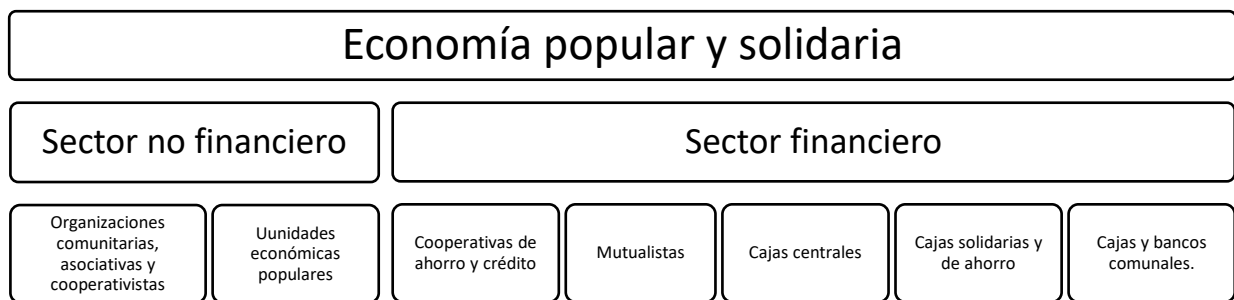 Economía popular y solidaria
Sector no financiero
Sector financiero
Organizaciones
comunitarias,
asociativas y
cooperativistas
Uunidades
económicas
populares
Cooperativas de
ahorro y crédito
Mutualistas
Cajas centrales
Cajas solidarias y
de ahorro
Cajas y bancos
comunales.